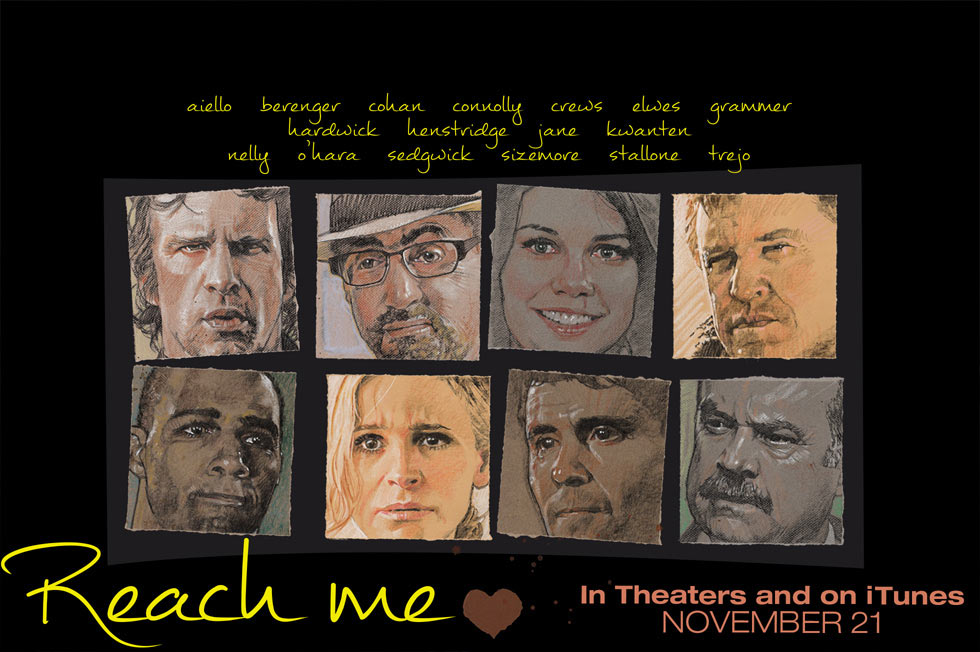 aiello berenger cohan connolly crews elwes grammer
hardwick henstridge jane kwanten
nelly o'hara sedgwick sizemore stallone trejo
Reach me
In Theaters and on iTunes
NOVEMBER 21